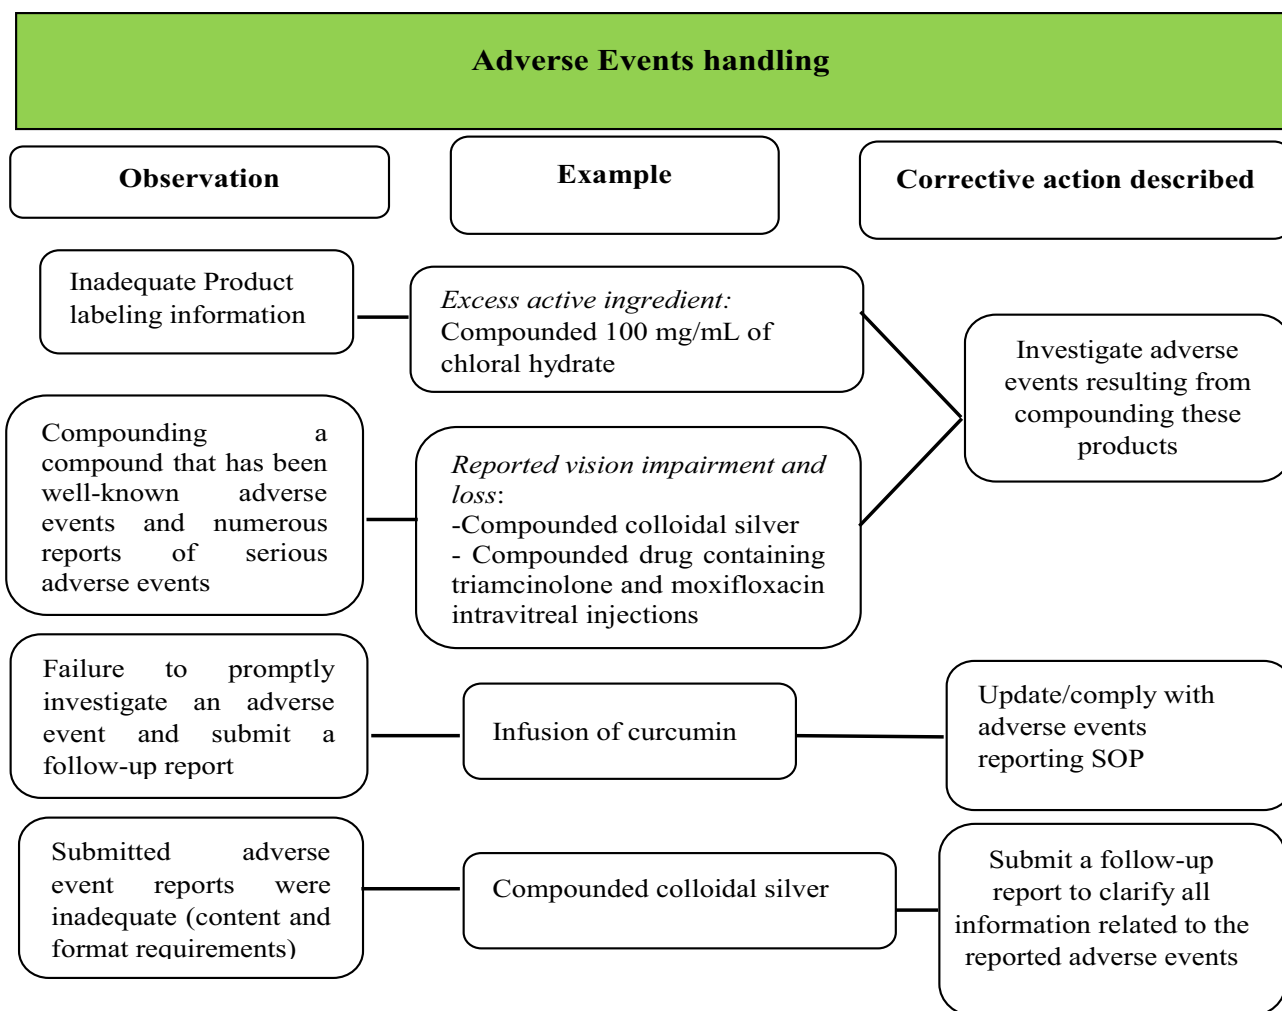 Adverse Events handling
Observation
Example
Corrective action described
Inadequate Product
labeling information
Excess active ingredient:
Compounded 100 mg/mL of
chloral hydrate
Investigate adverse
events resulting from
compounding these
products
Compounding a
compound that has been
well-known adverse
events and numerous
reports of serious
adverse events
Reported vision impairment and
loss:
-Compounded colloidal silver
- Compounded drug containing
triamcinolone and moxifloxacin
intravitreal injections
Failure to promptly
investigate an adverse
event and submit a
follow-up report
Infusion of curcumin
Update/comply with
adverse events
reporting SOP
Submitted adverse
event reports were
inadequate (content and
format requirements)
Compounded colloidal silver
Submit a follow-up
report to clarify all
information related to the
reported adverse events